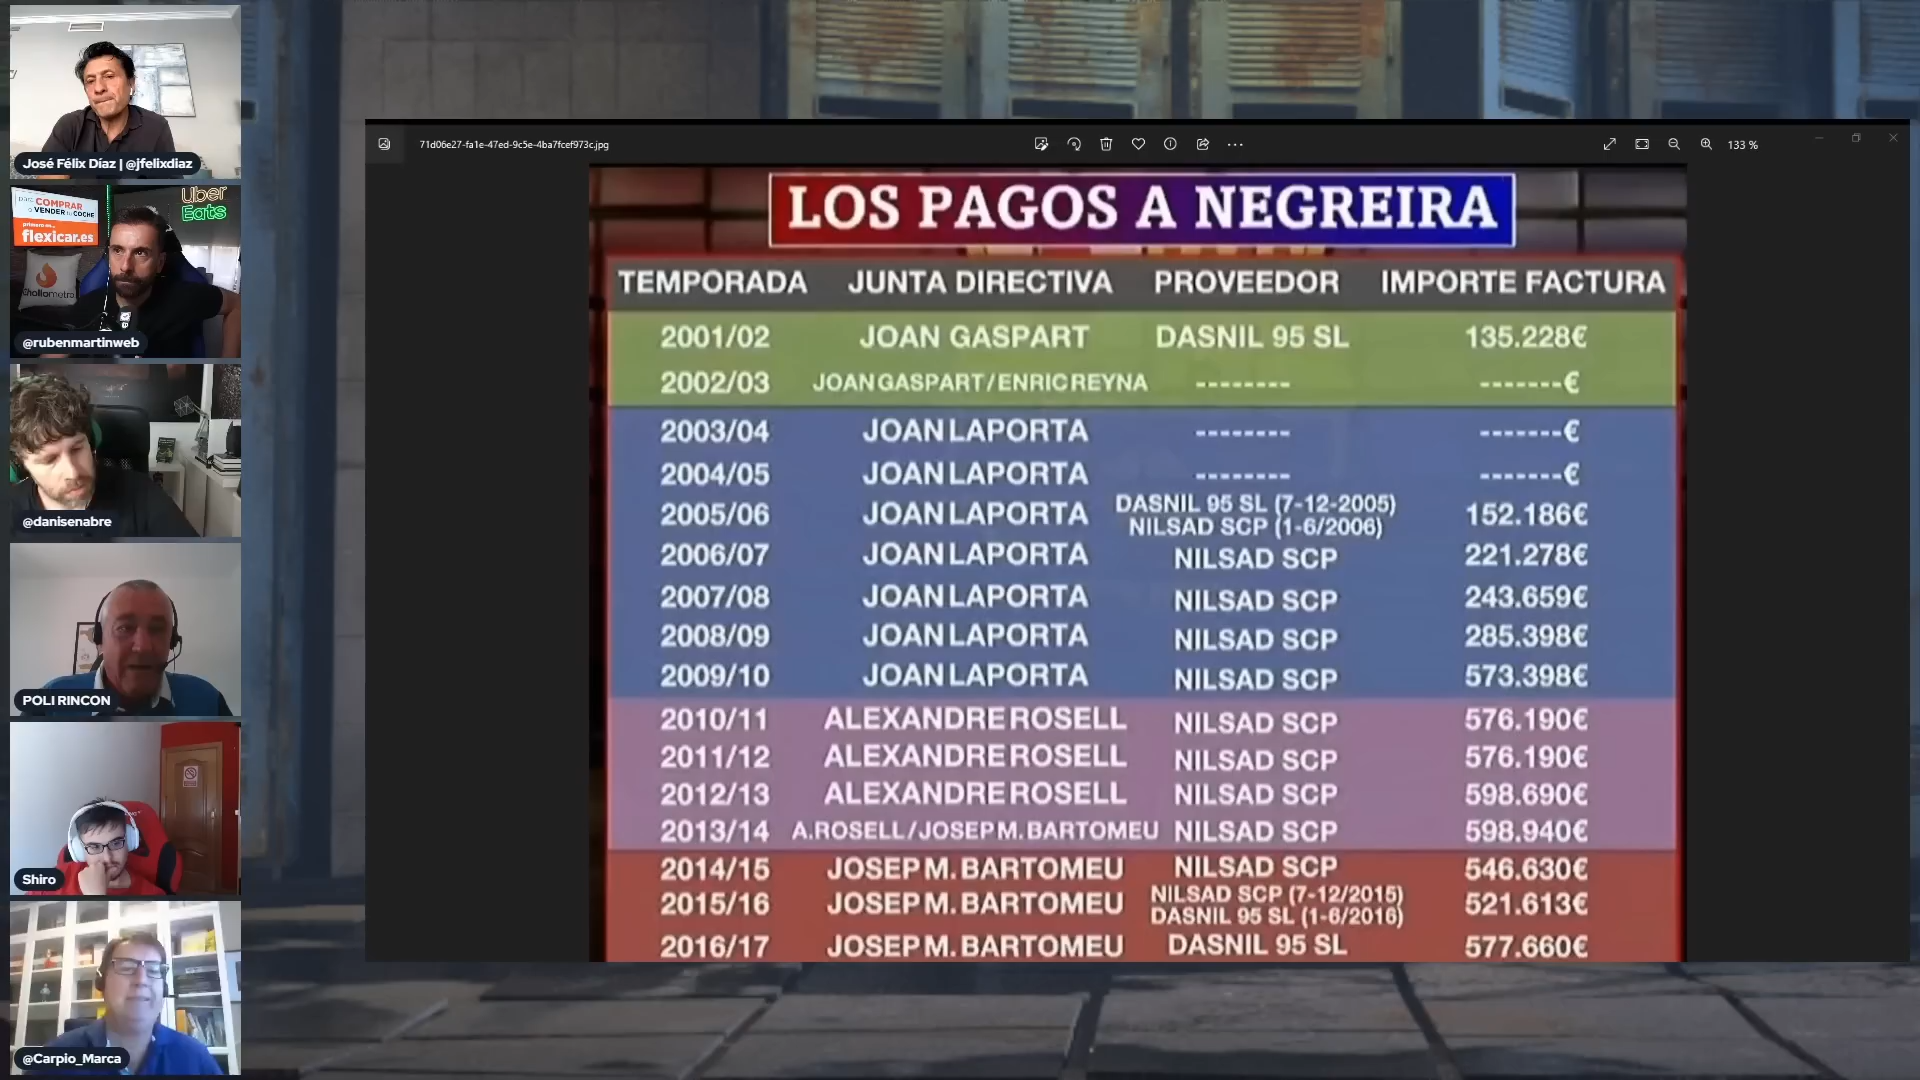 José Félix Díaz | @jfelixdiaz
para COMPRAR
o VENDER tu COCHE
primero es...
flexicar.es
Uber
Eats
Chollometro
@rubenmartinweb
@danisenabre
POLI RINCON
Shiro
@Carpio_Marca
71d06e27-fa1e-47ed-9c5e-4ba7fcef973c.jpg
133 %
LOS PAGOS A NEGREIRA
TEMPORADA JUNTA DIRECTIVA PROVEEDOR IMPORTE FACTURA
2001/02 JOAN GASPART DASNIL 95 SL 135.228€
2002/03 JOAN GASPART / ENRIC REYNA -------- -------€
2003/04 JOAN LAPORTA -------- -------€
2004/05 JOAN LAPORTA -------- -------€
2005/06 JOAN LAPORTA DASNIL 95 SL (7-12-2005) NILSAD SCP (1-6/2006) 152.186€
2006/07 JOAN LAPORTA NILSAD SCP 221.278€
2007/08 JOAN LAPORTA NILSAD SCP 243.659€
2008/09 JOAN LAPORTA NILSAD SCP 285.398€
2009/10 JOAN LAPORTA NILSAD SCP 573.398€
2010/11 ALEXANDRE ROSELL NILSAD SCP 576.190€
2011/12 ALEXANDRE ROSELL NILSAD SCP 576.190€
2012/13 ALEXANDRE ROSELL NILSAD SCP 598.690€
2013/14 A. ROSELL / JOSEP M. BARTOMEU NILSAD SCP 598.940€
2014/15 JOSEP M. BARTOMEU NILSAD SCP 546.630€
2015/16 JOSEP M. BARTOMEU NILSAD SCP (7-12/2015) DASNIL 95 SL (1-6/2016) 521.613€
2016/17 JOSEP M. BARTOMEU DASNIL 95 SL 577.660€